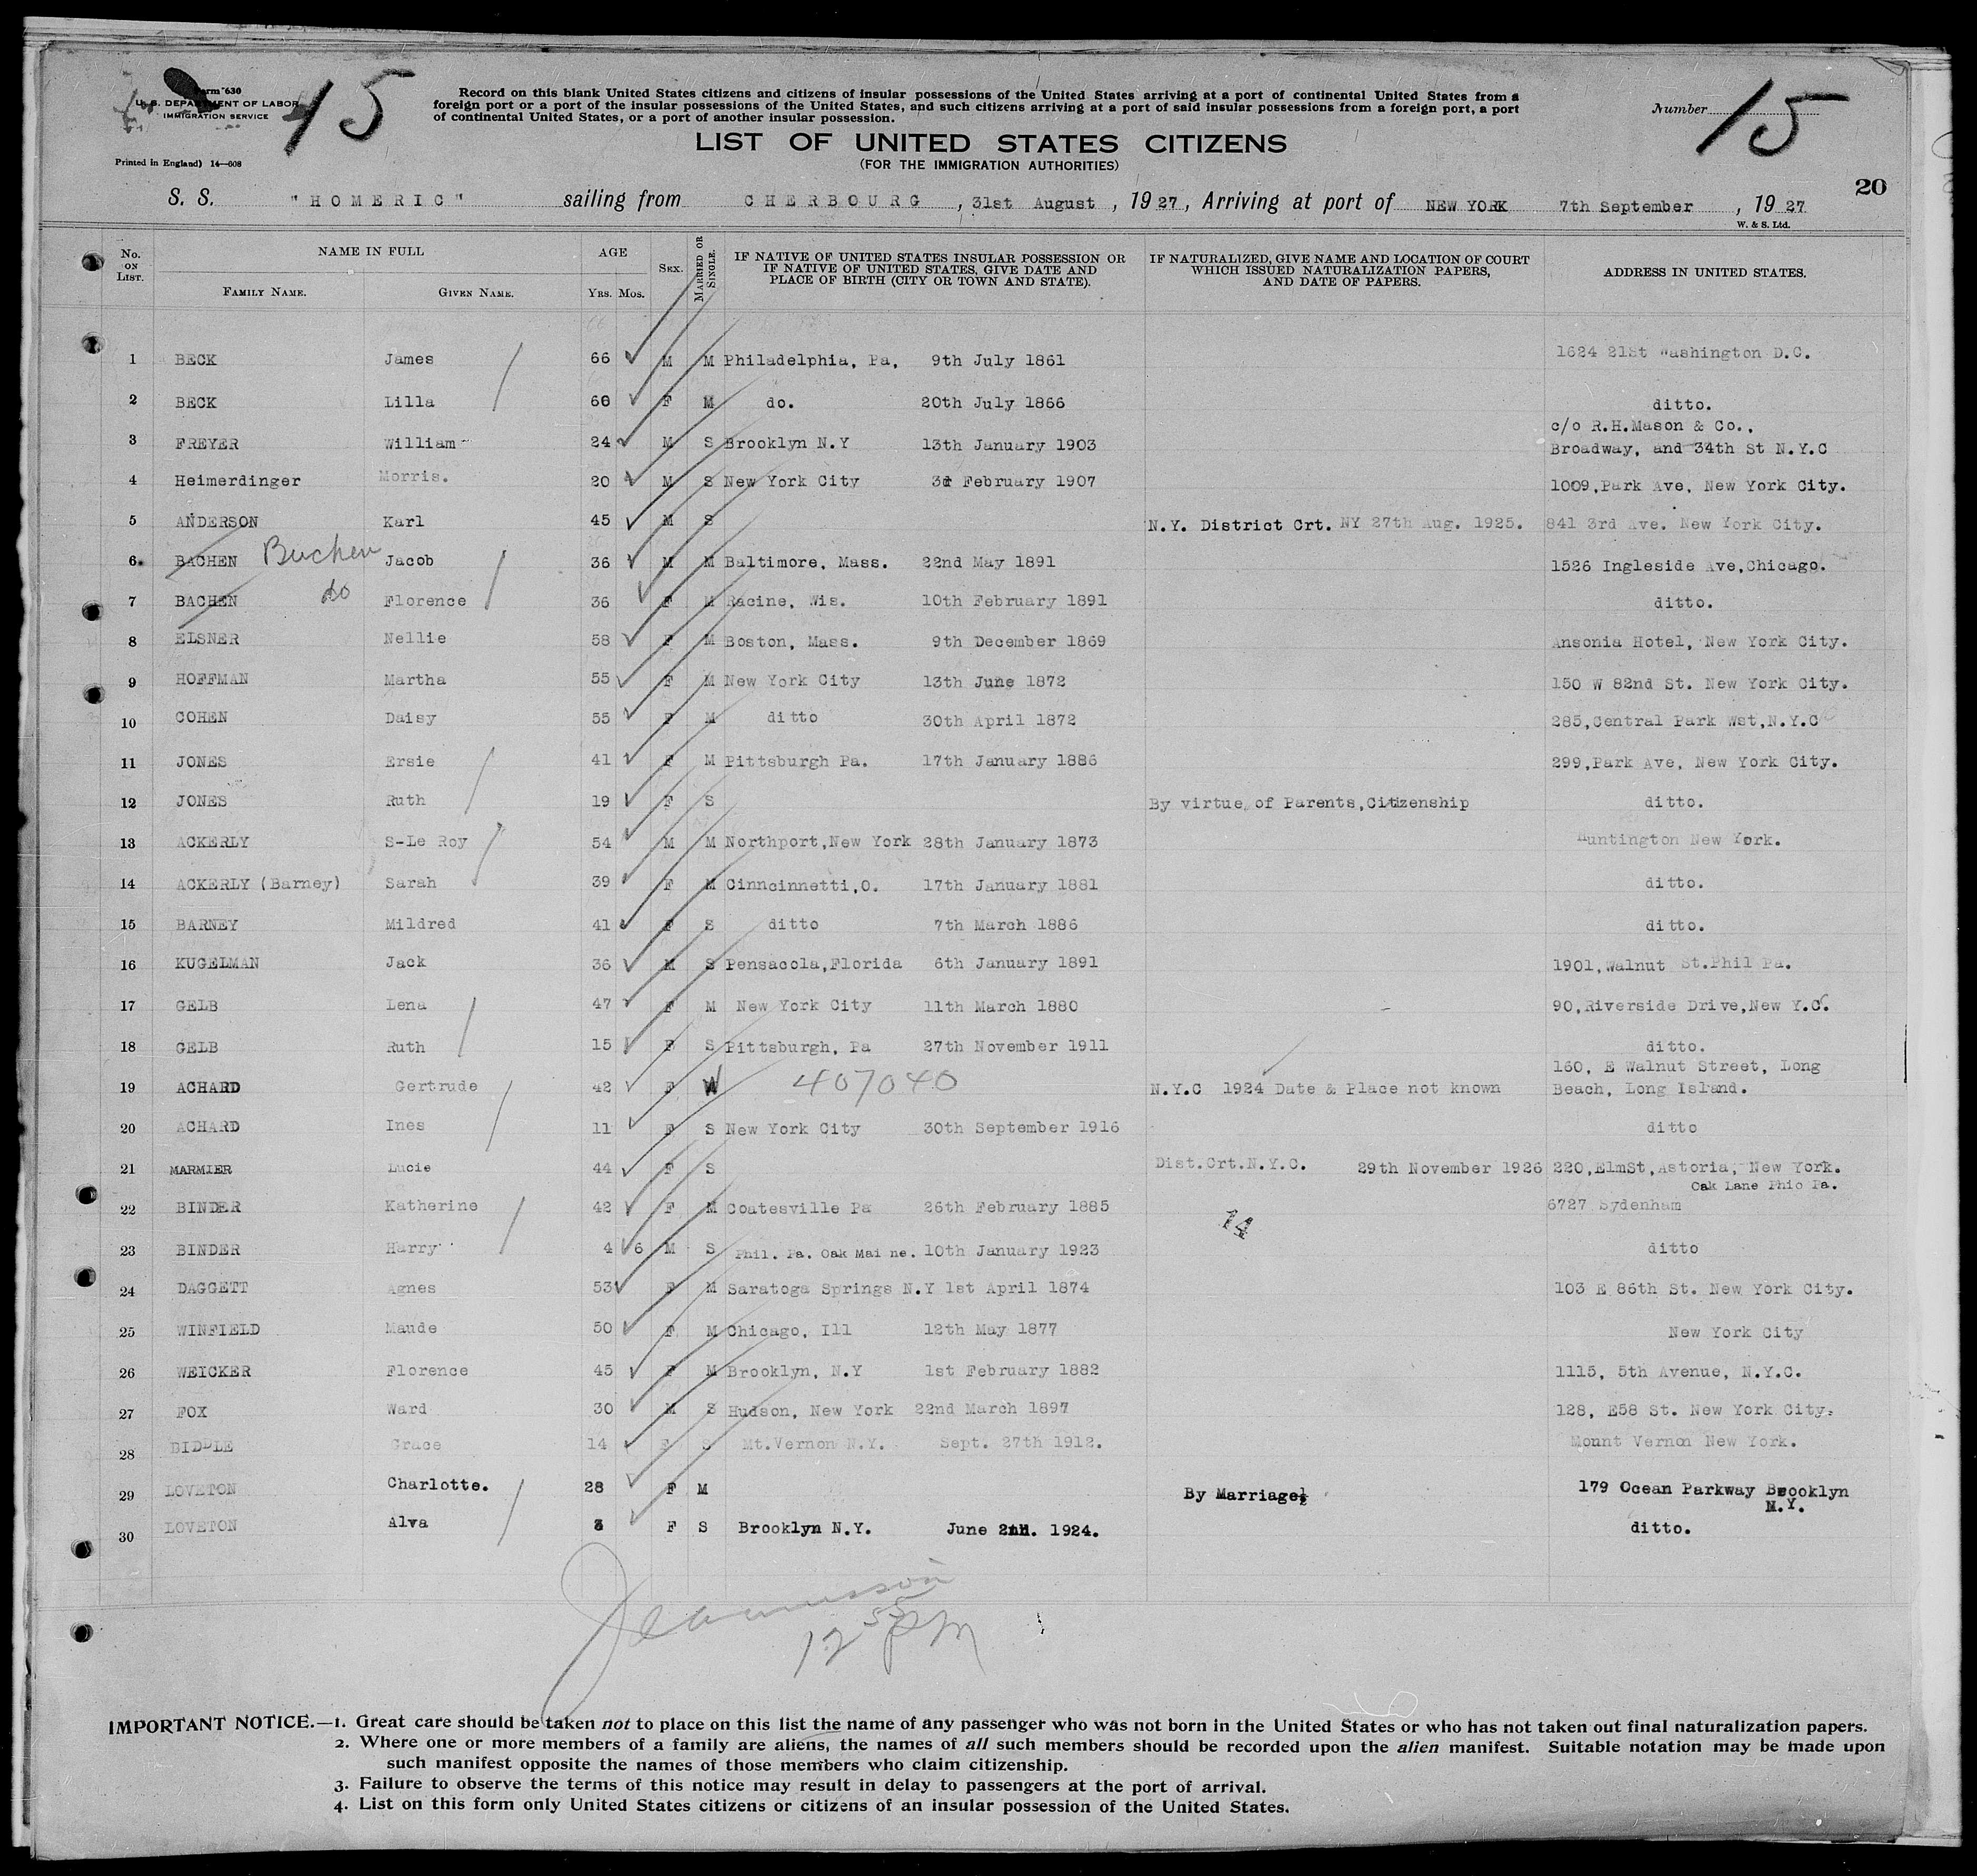 Form 630
U. S. DEPARTMENT OF LABOR
IMMIGRATION SERVICE
15
Printed in England) 14—608
Record on this blank United States citizens and citizens of insular possessions of the United States arriving at a port of continental United States from a
foreign port or a port of the insular possessions of the United States, and such citizens arriving at a port of said insular possessions from a foreign port, a port
of continental United States, or a port of another insular possession.
Number 15
LIST OF UNITED STATES CITIZENS
(FOR THE IMMIGRATION AUTHORITIES)
20
S. S. "HOMERIC" sailing from CHERBOURG, 31st August, 1927, Arriving at port of NEW YORK 7th September, 1927
W. & S. Ltd.
No. ON LIST. NAME IN FULL FAMILY NAME. GIVEN NAME. AGE YRS. MOS. SEX. MARRIED OR SINGLE. IF NATIVE OF UNITED STATES INSULAR POSSESSION OR IF NATIVE OF UNITED STATES, GIVE DATE AND PLACE OF BIRTH (CITY OR TOWN AND STATE). IF NATURALIZED, GIVE NAME AND LOCATION OF COURT WHICH ISSUED NATURALIZATION PAPERS, AND DATE OF PAPERS. ADDRESS IN UNITED STATES.
1 BECK James 66 M M Philadelphia, Pa, 9th July 1861 1624 21St Washington D.C.
2 BECK Lilla 60 F M do. 20th July 1866 ditto.
3 FREYER William 24 M S Brooklyn N.Y 13th January 1903 c/o R.H.Mason & Co., Broadway, and 34th St N.Y.C
4 Heimerdinger Morris. 20 M S New York City 3d February 1907 1009,Park Ave, New York City.
5 ANDERSON Karl 45 M S N.Y. District Crt. NY 27th Aug. 1925. 841 3rd Ave. New York City.
6. BACHEN Buchen Jacob 36 M M Baltimore, Mass. 22nd May 1891 1526 Ingleside Ave,Chicago.
7 BACHEN do Florence 36 F M Racine, Wis. 10th February 1891 ditto.
8 ELSNER Nellie 58 F M Boston, Mass. 9th December 1869 Ansonia Hotel, New York City.
9 HOFFMAN Martha 55 F M New York City 13th June 1872 150 W 82nd St. New York City.
10 COHEN Daisy 55 F M ditto 30th April 1872 285,Central Park Wst,N.Y.C
11 JONES Ersie 41 F M Pittsburgh Pa. 17th January 1886 299,Park Ave, New York City.
12 JONES Ruth 19 F S By virtue of Parents,Citizenship ditto.
13 ACKERLY S-Le Roy 54 M M Northport,New York 28th January 1873 Huntington New York.
14 ACKERLY (Barney) Sarah 39 F M Cinncinnetti,O. 17th January 1881 ditto.
15 BARNEY Mildred 41 F S ditto 7th March 1886 ditto.
16 KUGELMAN Jack 36 M S Pensacola,Florida 6th January 1891 1901,Walnut St.Phil Pa.
17 GELB Lena 47 F M New York City 11th March 1880 90,Riverside Drive,New Y.C.
18 GELB Ruth 15 F S Pittsburgh, Pa 27th November 1911 ditto.
19 ACHARD Gertrude 42 F W 407040 N.Y.C 1924 Date & Place not known 160, E Walnut Street, Long Beach, Long Island.
20 ACHARD Ines 11 F S New York City 30th September 1916 ditto
21 MARMIER Lucie 44 F S Dist.Crt.N.Y.C. 29th November 1926 220,ElmSt,Astoria, New York.
22 BINDER Katherine 42 F M Coatesville Pa 26th February 1885 14 6727 Sydenham Oak Lane Phio Pa.
23 BINDER Harry 4 6 M S Phil. Pa. Oak Mai ne. 10th January 1923 ditto
24 DAGGETT Agnes 53 F M Saratoga Springs N.Y 1st April 1874 103 E 86th St. New York City.
25 WINFIELD Maude 50 F M Chicago, Ill 12th May 1877 New York City
26 WEICKER Florence 45 F M Brooklyn, N.Y 1st February 1882 1115, 5th Avenue, N.Y.C.
27 FOX Ward 30 M S Hudson, New York 22nd March 1897 128, E58 St. New York City.
28 BIDDLE Grace 14 F S Mt.Vernon N.Y. Sept. 27th 1912. Mount Vernon New York.
29 LOVETON Charlotte. 28 F M By Marriage. 179 Ocean Parkway Brooklyn N.Y.
30 LOVETON Alva 3 F S Brooklyn N.Y. June 1924. ditto.
12 55 PM
IMPORTANT NOTICE.—1. Great care should be taken not to place on this list the name of any passenger who was not born in the United States or who has not taken out final naturalization papers.
2. Where one or more members of a family are aliens, the names of all such members should be recorded upon the alien manifest. Suitable notation may be made upon
such manifest opposite the names of those members who claim citizenship.
3. Failure to observe the terms of this notice may result in delay to passengers at the port of arrival.
4. List on this form only United States citizens or citizens of an insular possession of the United States.